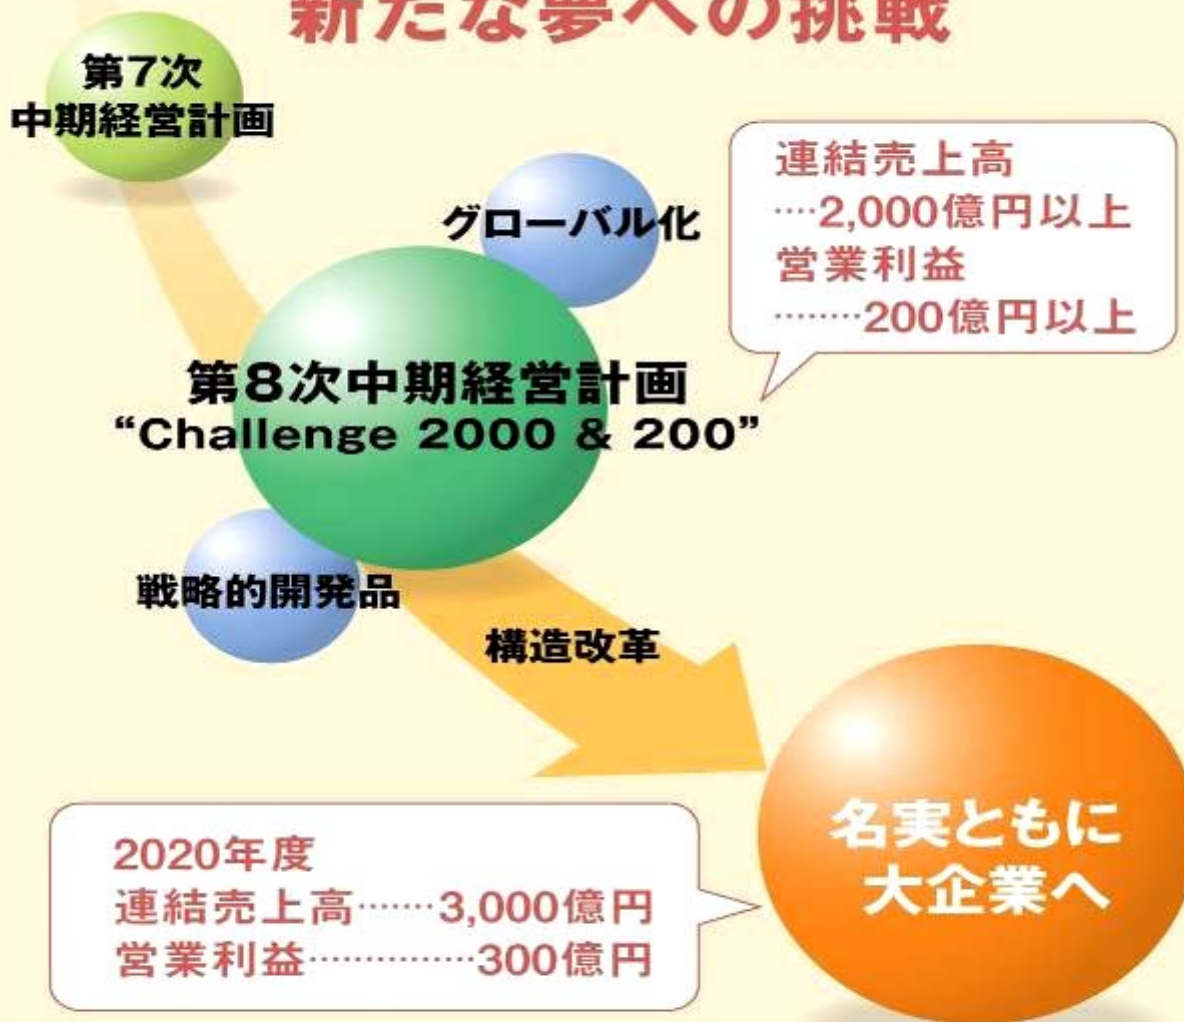 新たな夢への挑戦
第7次
中期経営計画
グローバル化
連結売上高
····2,000億円以上
営業利益
········200億円以上
第8次中期経営計画
“Challenge 2000 & 200”
戦略的開発品
構造改革
名実ともに
大企業へ
2020年度
連結売上高·······3,000億円
営業利益···············300億円